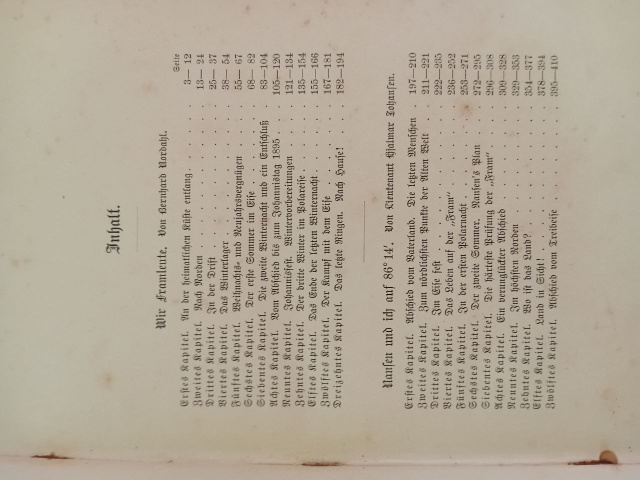 Inhalt.
Wir Framleute. Von Bernhard Nordahl.
Seite
Erstes Kapitel. An der heimatlichen Küste entlang . . . . 3— 12
Zweites Kapitel. Nach Norden . . . . 13— 24
Drittes Kapitel. In der Drift . . . . 25— 37
Viertes Kapitel. Das Winterlager . . . . 38— 54
Fünftes Kapitel. Weihnachts- und Neujahrsvergnügen . . . . 55— 67
Sechstes Kapitel. Der erste Sommer im Eise . . . . 68— 82
Siebentes Kapitel. Die zweite Winternacht und ein Entschluß . . . . 83—104
Achtes Kapitel. Vom Abschied bis zum Johannistag 1895 . . . . 105—120
Neuntes Kapitel. Johannisfest. Wintervorbereitungen . . . . 121—134
Zehntes Kapitel. Der dritte Winter im Polareise . . . . 135—154
Elftes Kapitel. Das Ende der letzten Winternacht . . . . 155—166
Zwölftes Kapitel. Der Kampf mit dem Eise . . . . 167—181
Dreizehntes Kapitel. Das letzte Ringen. Nach Hause! . . . . 182—194
Nansen und ich auf 86° 14′. Von Lieutenant Hjalmar Johansen.
Erstes Kapitel. Abschied vom Vaterland. Die letzten Menschen . . . . 197—210
Zweites Kapitel. Zum nördlichsten Punkte der Alten Welt . . . . 211—221
Drittes Kapitel. Im Eise fest . . . . 222—235
Viertes Kapitel. Das Leben auf der „Fram“ . . . . 236—252
Fünftes Kapitel. In der ersten Polarnacht . . . . 253—271
Sechstes Kapitel. Der zweite Sommer. Nansen's Plan . . . . 272—295
Siebentes Kapitel. Die härteste Prüfung der „Fram“ . . . . 296—308
Achtes Kapitel. Ein verunglückter Abschied . . . . 309—328
Neuntes Kapitel. Im höchsten Norden . . . . 329—353
Zehntes Kapitel. Wo ist das Land? . . . . 354—377
Elftes Kapitel. Land in Sicht! . . . . 378—394
Zwölftes Kapitel. Abschied vom Treibeise . . . . 395—410